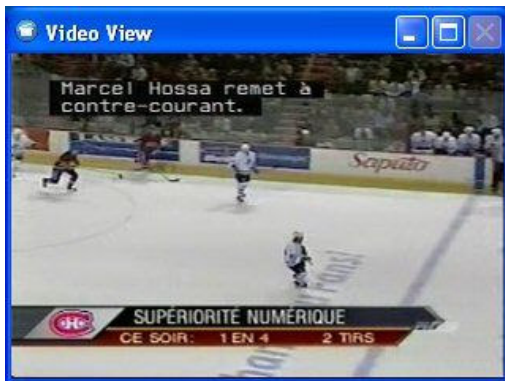 Video View
Marcel Hossa remet à
contre-courant.
Saputo
SUPÉRIORITÉ NUMÉRIQUE
CE SOIR: 1 EN 4 2 TIRS